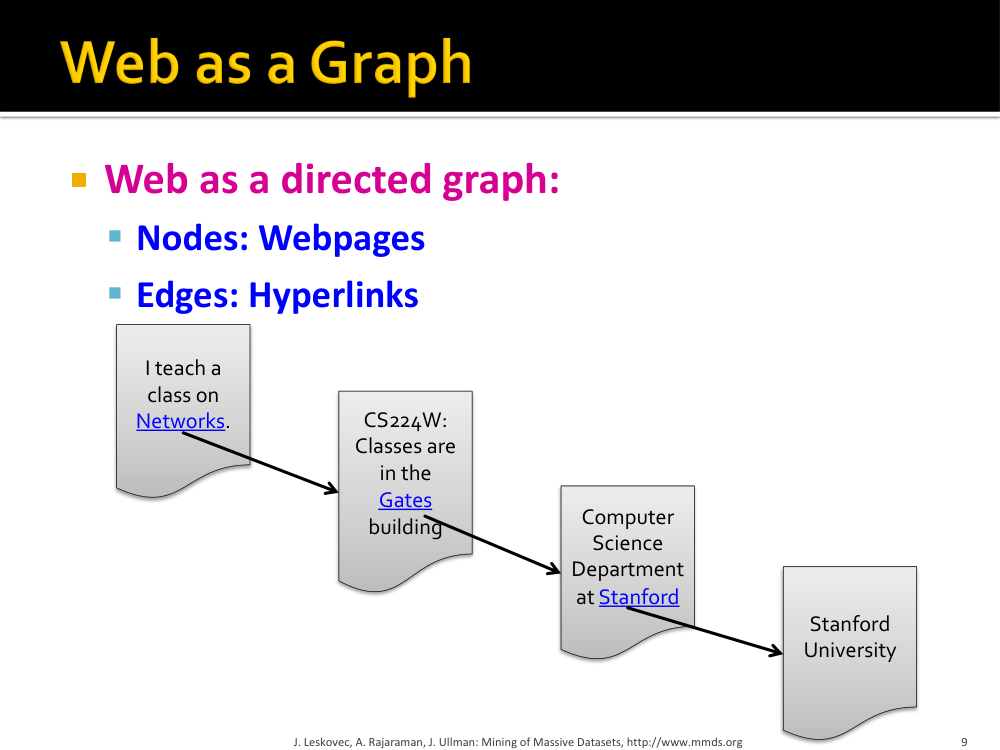 Web as a Graph
Web as a directed graph:
Nodes: Webpages
Edges: Hyperlinks
I teach a
class on
Networks.
CS224W:
Classes are
in the
Gates
building
Computer
Science
Department
at Stanford
Stanford
University
J. Leskovec, A. Rajaraman, J. Ullman: Mining of Massive Datasets, http://www.mmds.org
9